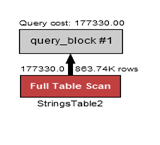 Query cost: 177330.00
query_block #1
177330.0 863.74K rows
Full Table Scan
StringsTable2